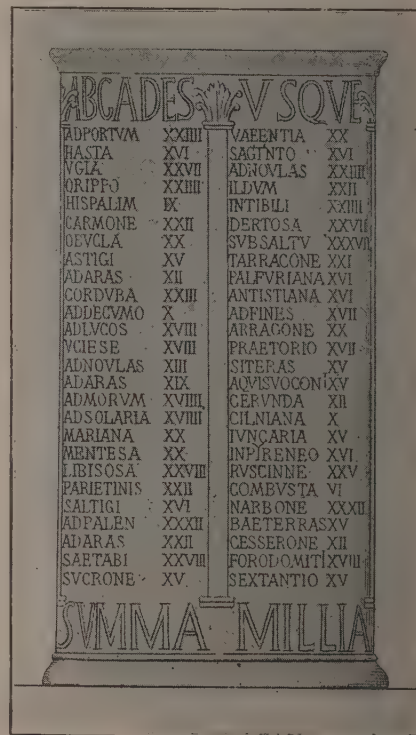 ABGADES VSQVE
ADPORTVM XXIIII
HASTA XVI
VGIA XXVII
ORIPPO XXIIII
HISPALIM IX
CARMONE XXII
OBVCLA XX
ASTIGI XV
ADARAS XII
CORDVBA XXIII
ADDECVMO X
ADLVCOS XVIII
VCIESE XVIII
ADNOVLAS XIII
ADARAS XIX
ADMORVM XVIIII
ADSOLARIA XVIIII
MARIANA XX
MENTESA XX
LIBISOSA XXVIII
PARIETINIS XXII
SALTIGI XVI
ADPALEN XXXII
ADARAS XXII
SAETABI XXVIII
SVCRONE XV
VALENTIA XX
SAGINTO XVI
ADNOVLAS XXIIII
ILDVM XXII
INTIBILI XXIIII
DERTOSA XXVII
SVBSALTV XXXVII
TARRACONE XXI
PALFVRIANA XVI
ANTISTIANA XVI
ADFINES XVII
ARRAGONE XX
PRAETORIO XVII
SITERAS XV
AQVISVOCONI XV
GERVNDA XII
CILNIANA X
IVNCARIA XV
INPIRENEO XVI
RVSCINNE XXV
COMBVSTA VI
NARBONE XXXII
BAETERRAS XV
CESSERONE XII
FORODOMITI XVIII
SEXTANTIO XV
SVMMA MILLIA